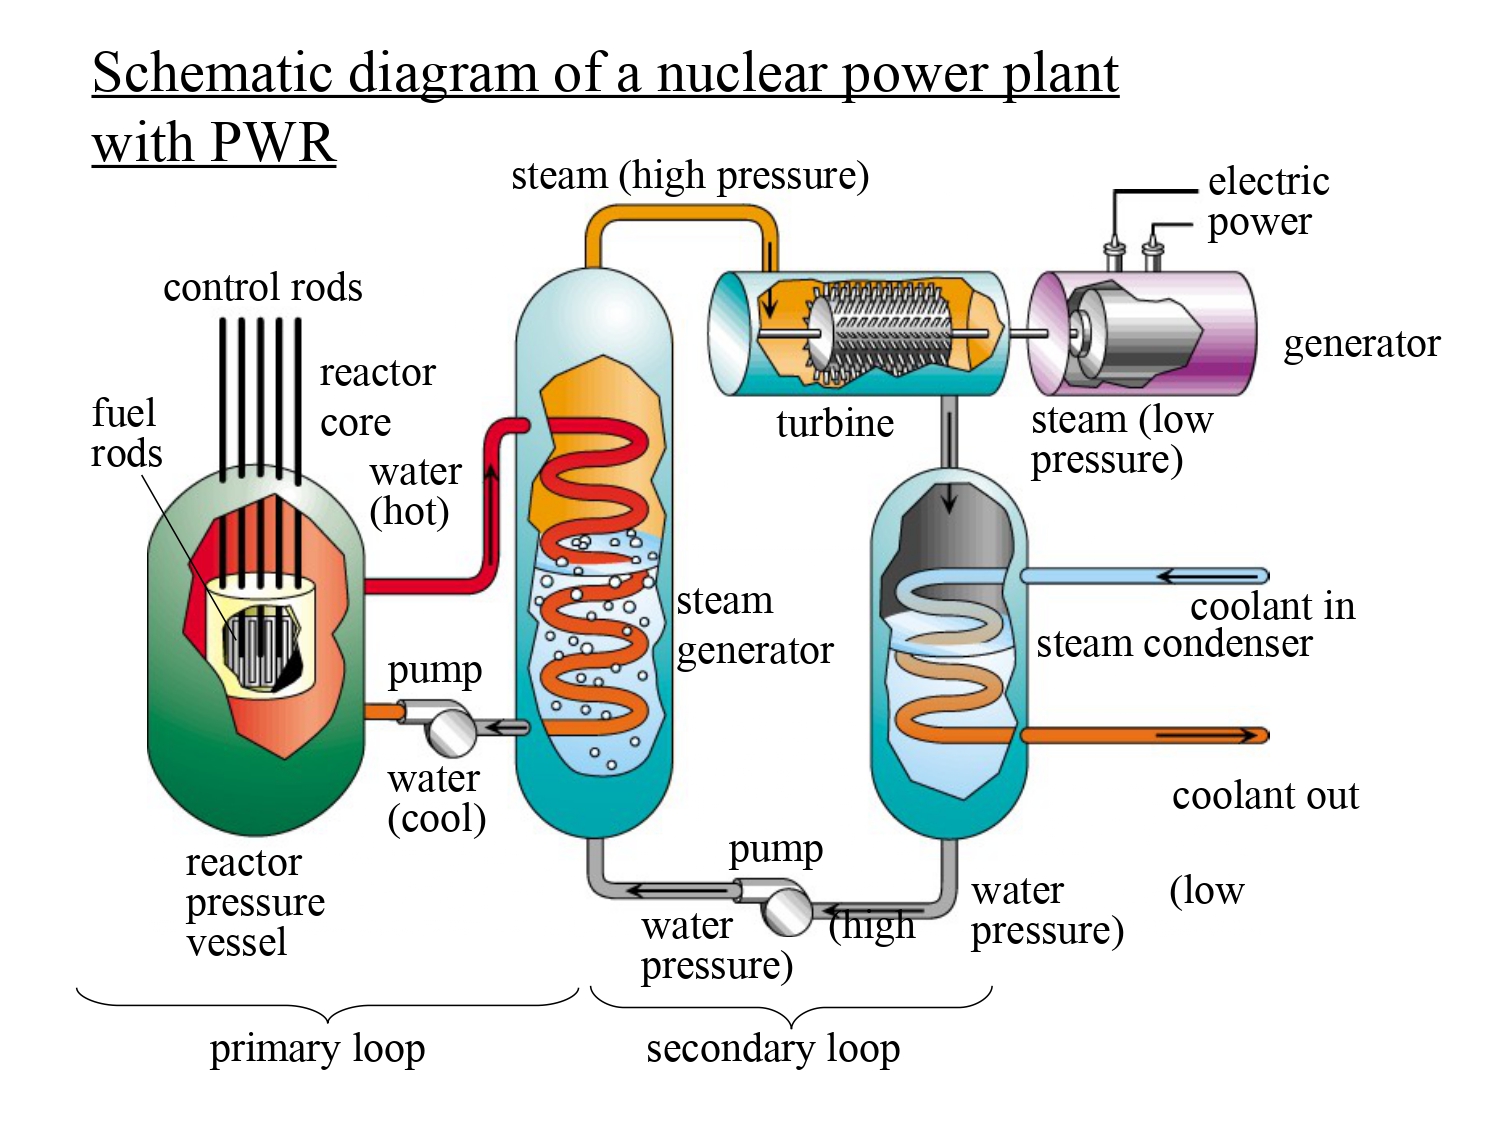 Schematic diagram of a nuclear power plant
with PWR
steam (high pressure)
electric
power
control rods
generator
reactor
core
fuel
rods
turbine
steam (low
pressure)
water
(hot)
steam
generator
coolant in
steam condenser
pump
water
(cool)
coolant out
reactor
pressure
vessel
pump
water (high
pressure)
water (low
pressure)
primary loop
secondary loop